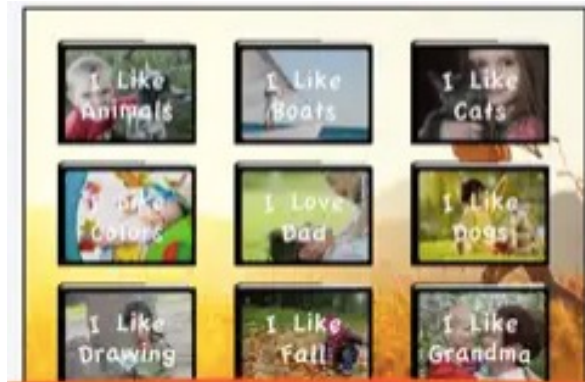 I Like
Animals
I Like
Boats
I Like
Cats
I Like
Colors
I Love
Dad
I Like
Dogs
I Like
Drawing
I Like
Fall
I Like
Grandma